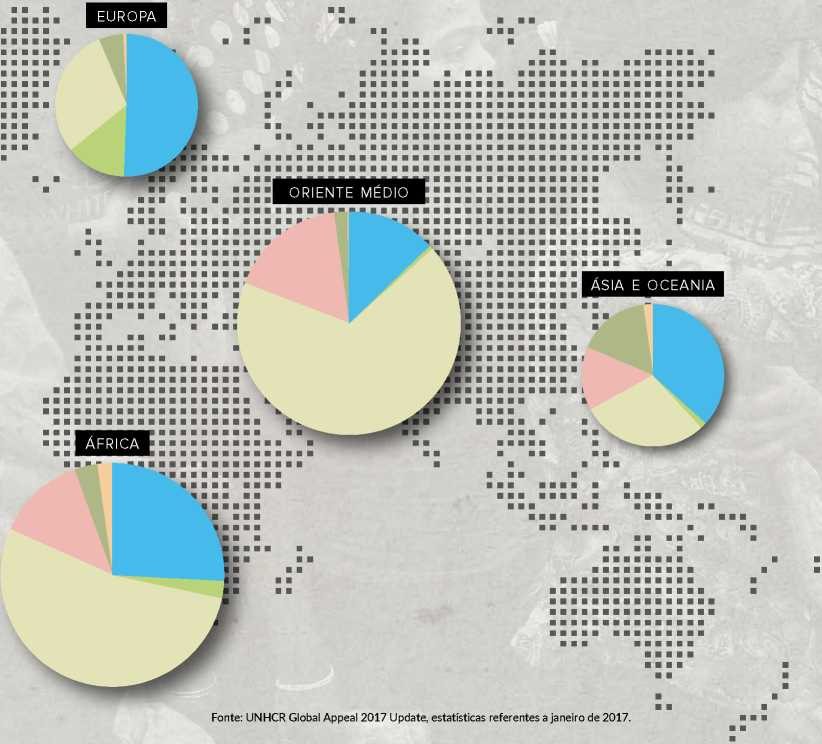 EUROPA
ORIENTE MÉDIO
ÁSIA E OCEANIA
ÁFRICA
Fonte: UNHCR Global Appeal 2017 Update, estatísticas referentes a janeiro de 2017.